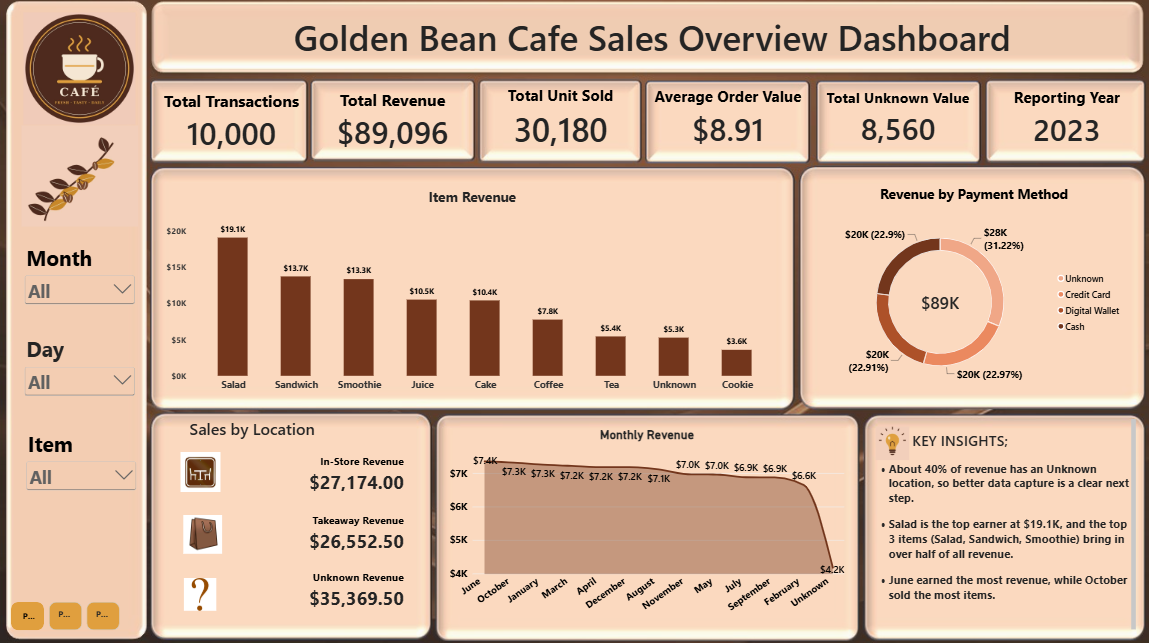 CAFÉ
FRESH · TASTY · DAILY
Month
All
Day
All
Item
All
P...
P...
P...
Golden Bean Cafe Sales Overview Dashboard
Total Transactions
10,000
Total Revenue
$89,096
Total Unit Sold
30,180
Average Order Value
$8.91
Total Unknown Value
8,560
Reporting Year
2023
Item Revenue
$20K
$15K
$10K
$5K
$0K
$19.1K
$13.7K
$13.3K
$10.5K
$10.4K
$7.8K
$5.4K
$5.3K
$3.6K
Salad
Sandwich
Smoothie
Juice
Cake
Coffee
Tea
Unknown
Cookie
Revenue by Payment Method
$20K (22.9%)
$28K
(31.22%)
$89K
$20K
(22.91%)
$20K (22.97%)
Unknown
Credit Card
Digital Wallet
Cash
Sales by Location
In-Store Revenue
$27,174.00
Takeaway Revenue
$26,552.50
?
Unknown Revenue
$35,369.50
Monthly Revenue
$7K
$6K
$5K
$4K
$7.4K
$7.3K
$7.3K
$7.2K
$7.2K
$7.2K
$7.1K
$7.0K
$7.0K
$6.9K
$6.9K
$6.6K
$4.2K
June
October
January
March
April
December
August
November
May
July
September
February
Unknown
KEY INSIGHTS;
• About 40% of revenue has an Unknown
location, so better data capture is a clear next
step.
• Salad is the top earner at $19.1K, and the top
3 items (Salad, Sandwich, Smoothie) bring in
over half of all revenue.
• June earned the most revenue, while October
sold the most items.